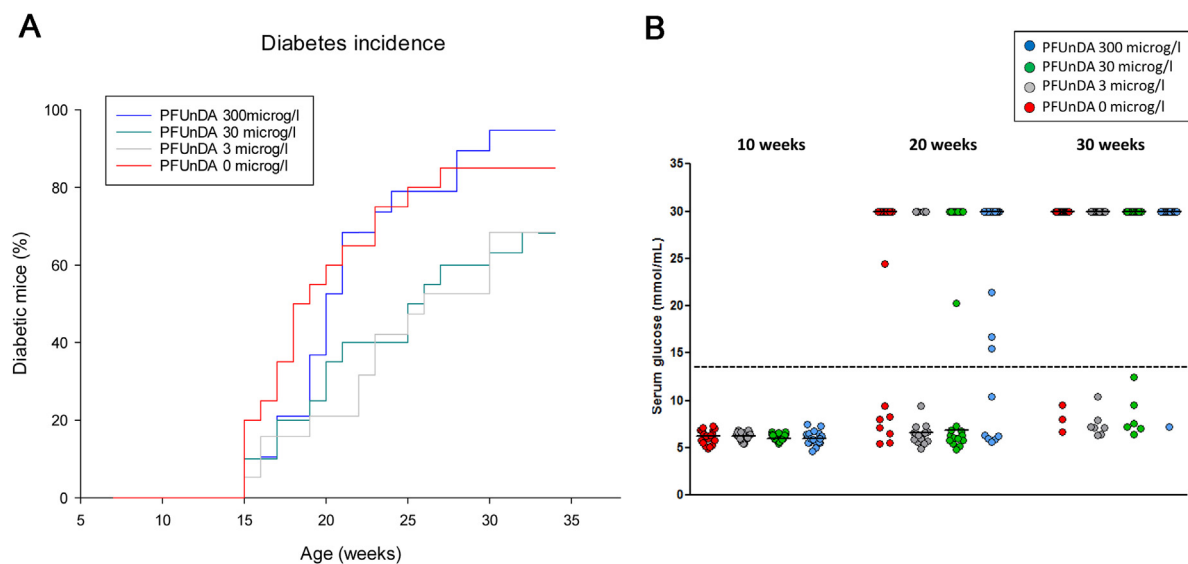 A
Diabetes incidence
PFUnDA 300microg/l
PFUnDA 30 microg/l
PFUnDA 3 microg/l
PFUnDA 0 microg/l
Diabetic mice (%)
100
80
60
40
20
0
5 10 15 20 25 30 35
Age (weeks)
B
PFUnDA 300 microg/l
PFUnDA 30 microg/l
PFUnDA 3 microg/l
PFUnDA 0 microg/l
10 weeks 20 weeks 30 weeks
Serum glucose (mmol/mL)
35
30
25
20
15
10
5
0